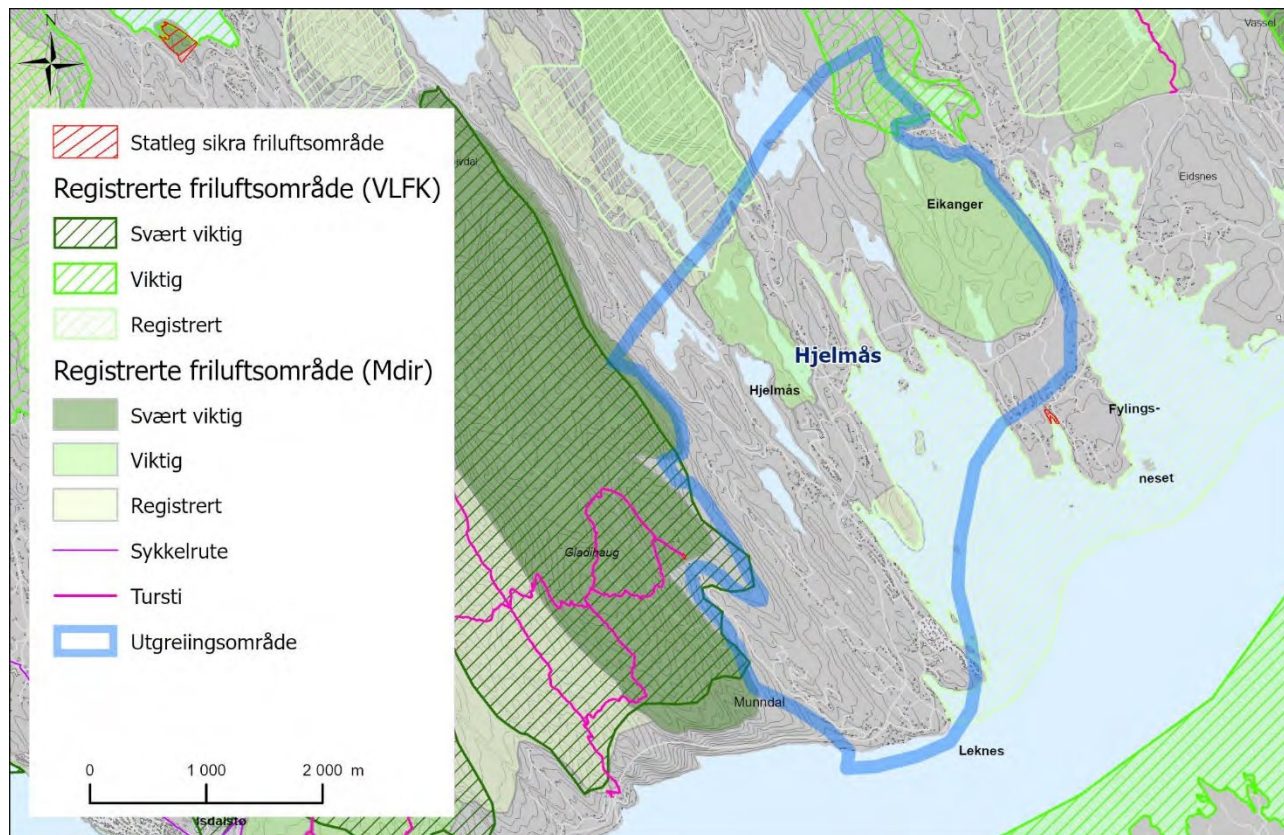 N
Statleg sikra friluftsområde
Registrerte friluftsområde (VLFK)
Svært viktig
Viktig
Registrert
Registrerte friluftsområde (Mdir)
Svært viktig
Viktig
Registrert
Sykkelrute
Tursti
Utgreiingsområde
0 1 000 2 000 m
Vassel
Eidsnes
Eikanger
Hjelmås
Hjelmås
Fylings-
neset
Gladihaug
Munndal
Leknes
Isdalstø